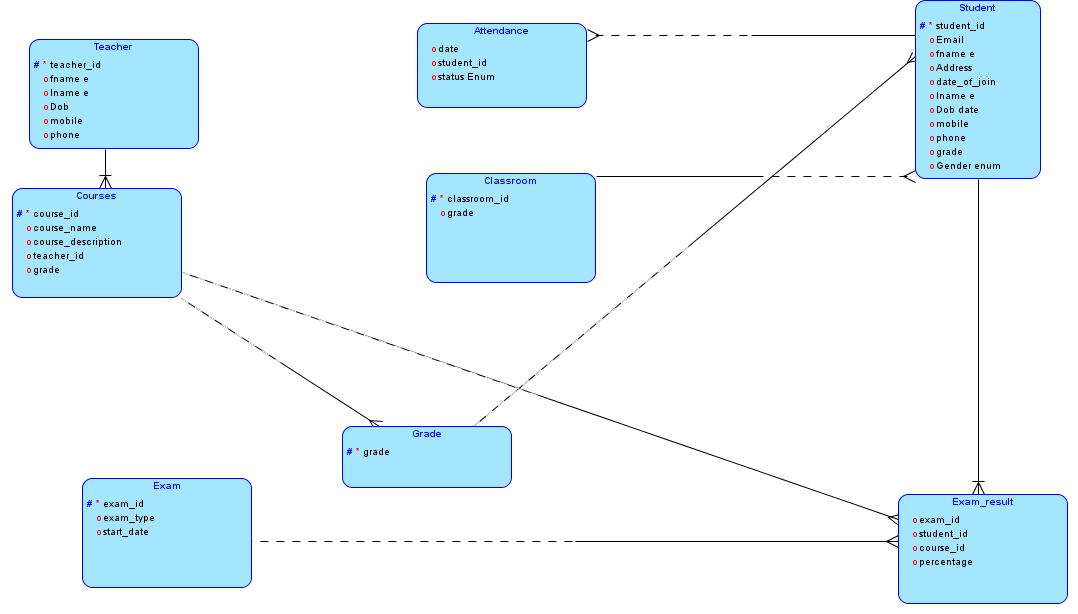 Teacher
# * teacher_id
o fname e
o lname e
o Dob
o mobile
o phone
Attendance
o date
o student_id
o status Enum
Student
# * student_id
o Email
o fname e
o Address
o date_of_join
o lname e
o Dob date
o mobile
o phone
o grade
o Gender enum
Courses
# * course_id
o course_name
o course_description
o teacher_id
o grade
Classroom
# * classroom_id
o grade
Grade
# * grade
Exam
# * exam_id
o exam_type
o start_date
Exam_result
o exam_id
o student_id
o course_id
o percentage